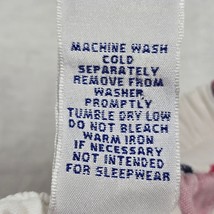 MACHINE WASH
COLD
SEPARATELY
REMOVE FROM
WASHER
PROMPTLY
TUMBLE DRY LOW
DO NOT BLEACH
WARM IRON
IF NECESSARY
NOT INTENDED
FOR SLEEPWEAR